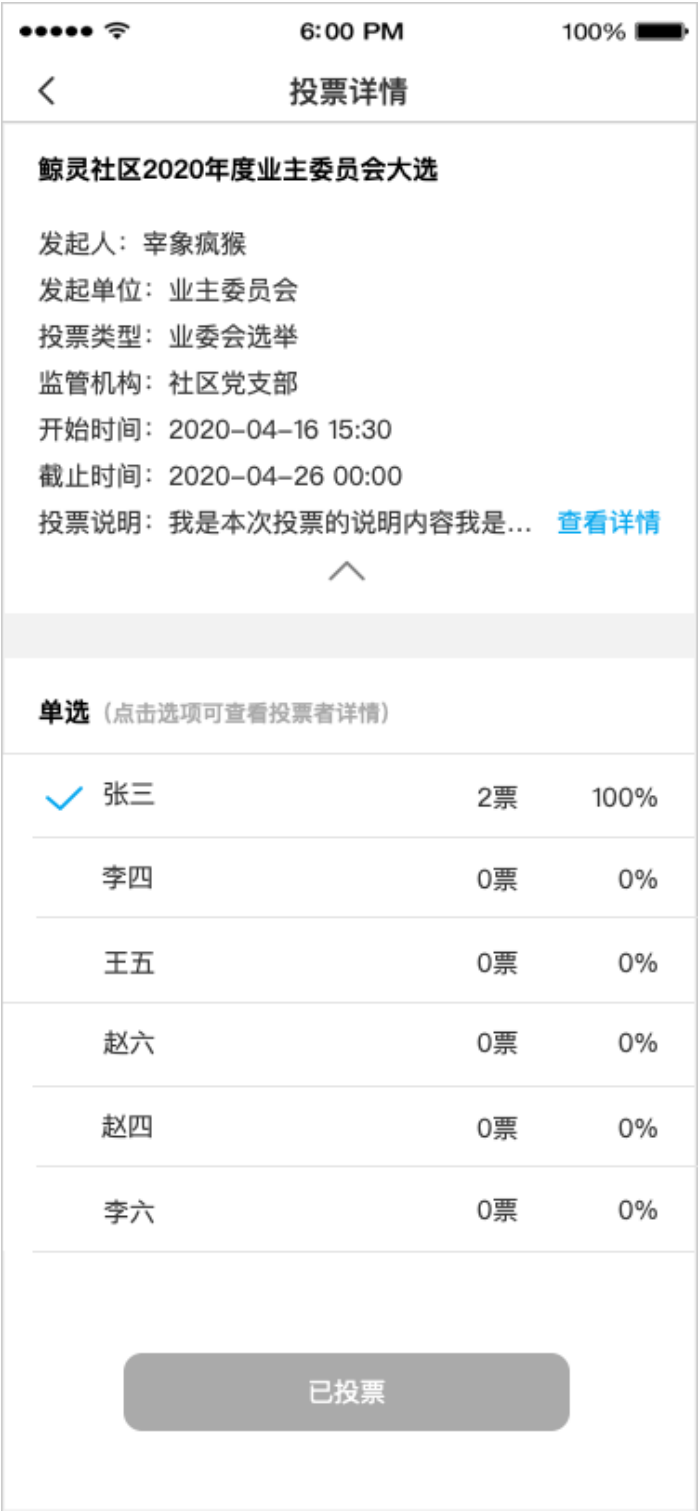 6:00 PM 100%
投票详情
鲸灵社区2020年度业主委员会大选
发起人：宰象疯猴
发起单位：业主委员会
投票类型：业委会选举
监管机构：社区党支部
开始时间：2020-04-16 15:30
截止时间：2020-04-26 00:00
投票说明：我是本次投票的说明内容我是... 查看详情
单选（点击选项可查看投票者详情）
张三 2票 100%
李四 0票 0%
王五 0票 0%
赵六 0票 0%
赵四 0票 0%
李六 0票 0%
已投票